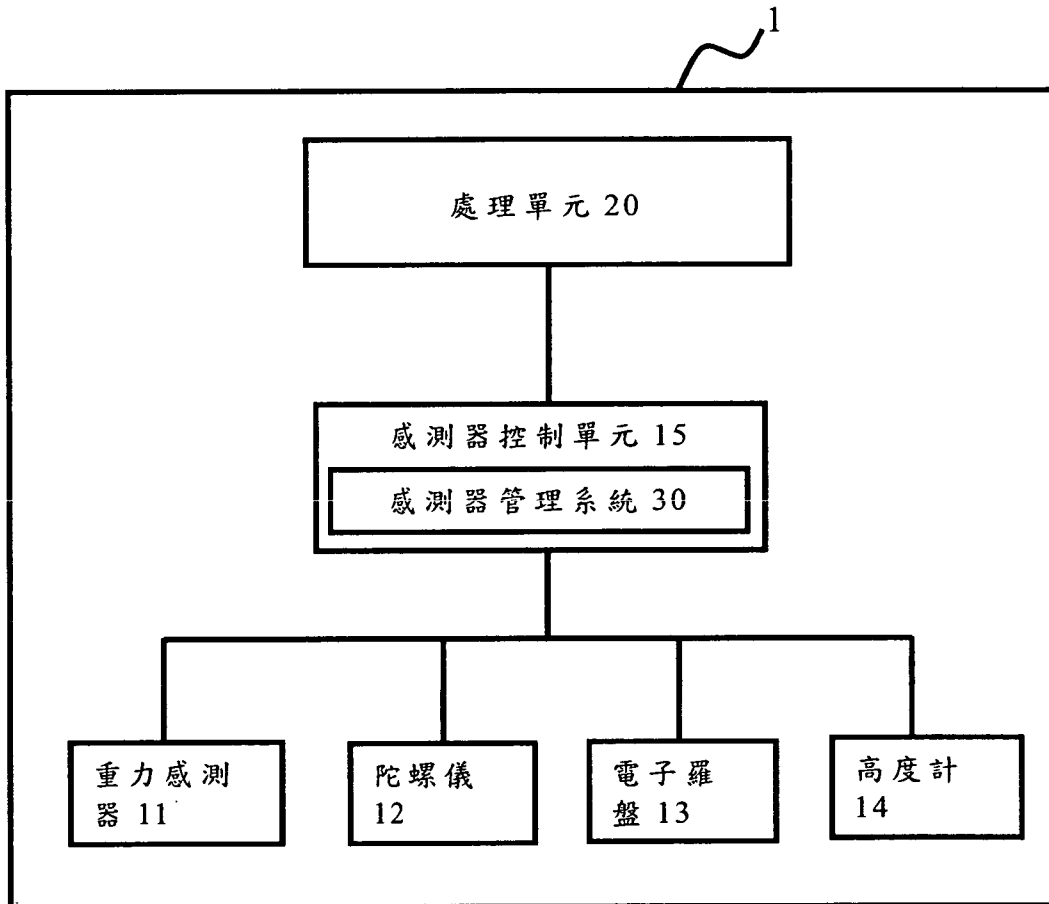 1
處理單元 20
感測器控制單元 15
感測器管理系統 30
重力感測
器 11
陀螺儀
12
電子羅
盤 13
高度計
14